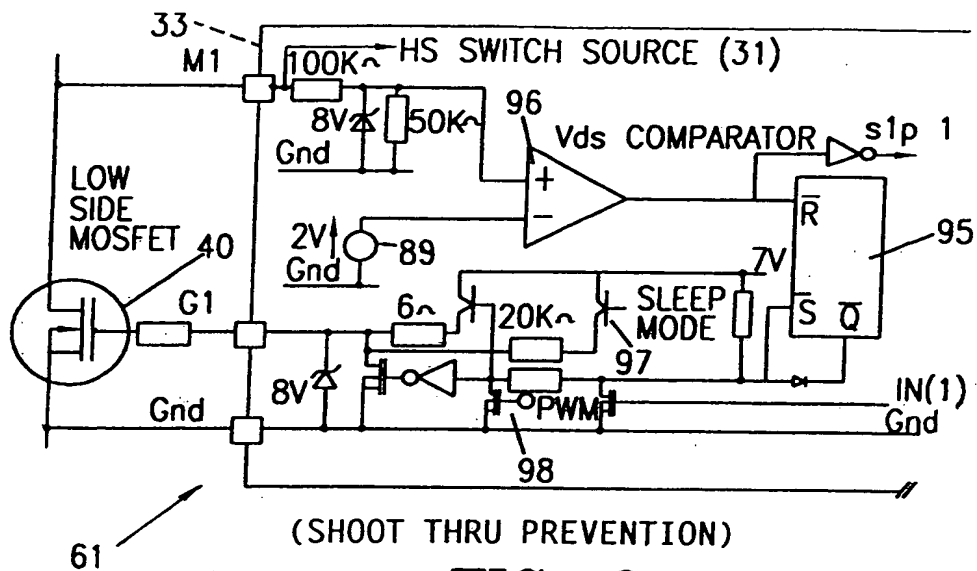 33
M1
HS SWITCH SOURCE (31)
100K∩
8V
50K∩
96
Vds COMPARATOR
s1p 1
Gnd
R̅
95
LOW
SIDE
MOSFET
40
2V
89
Gnd
7V
S̅
Q̅
SLEEP
MODE
G1
6∩
20K∩
97
8V
PWM
IN(1)
Gnd
Gnd
98
61
(SHOOT THRU PREVENTION)